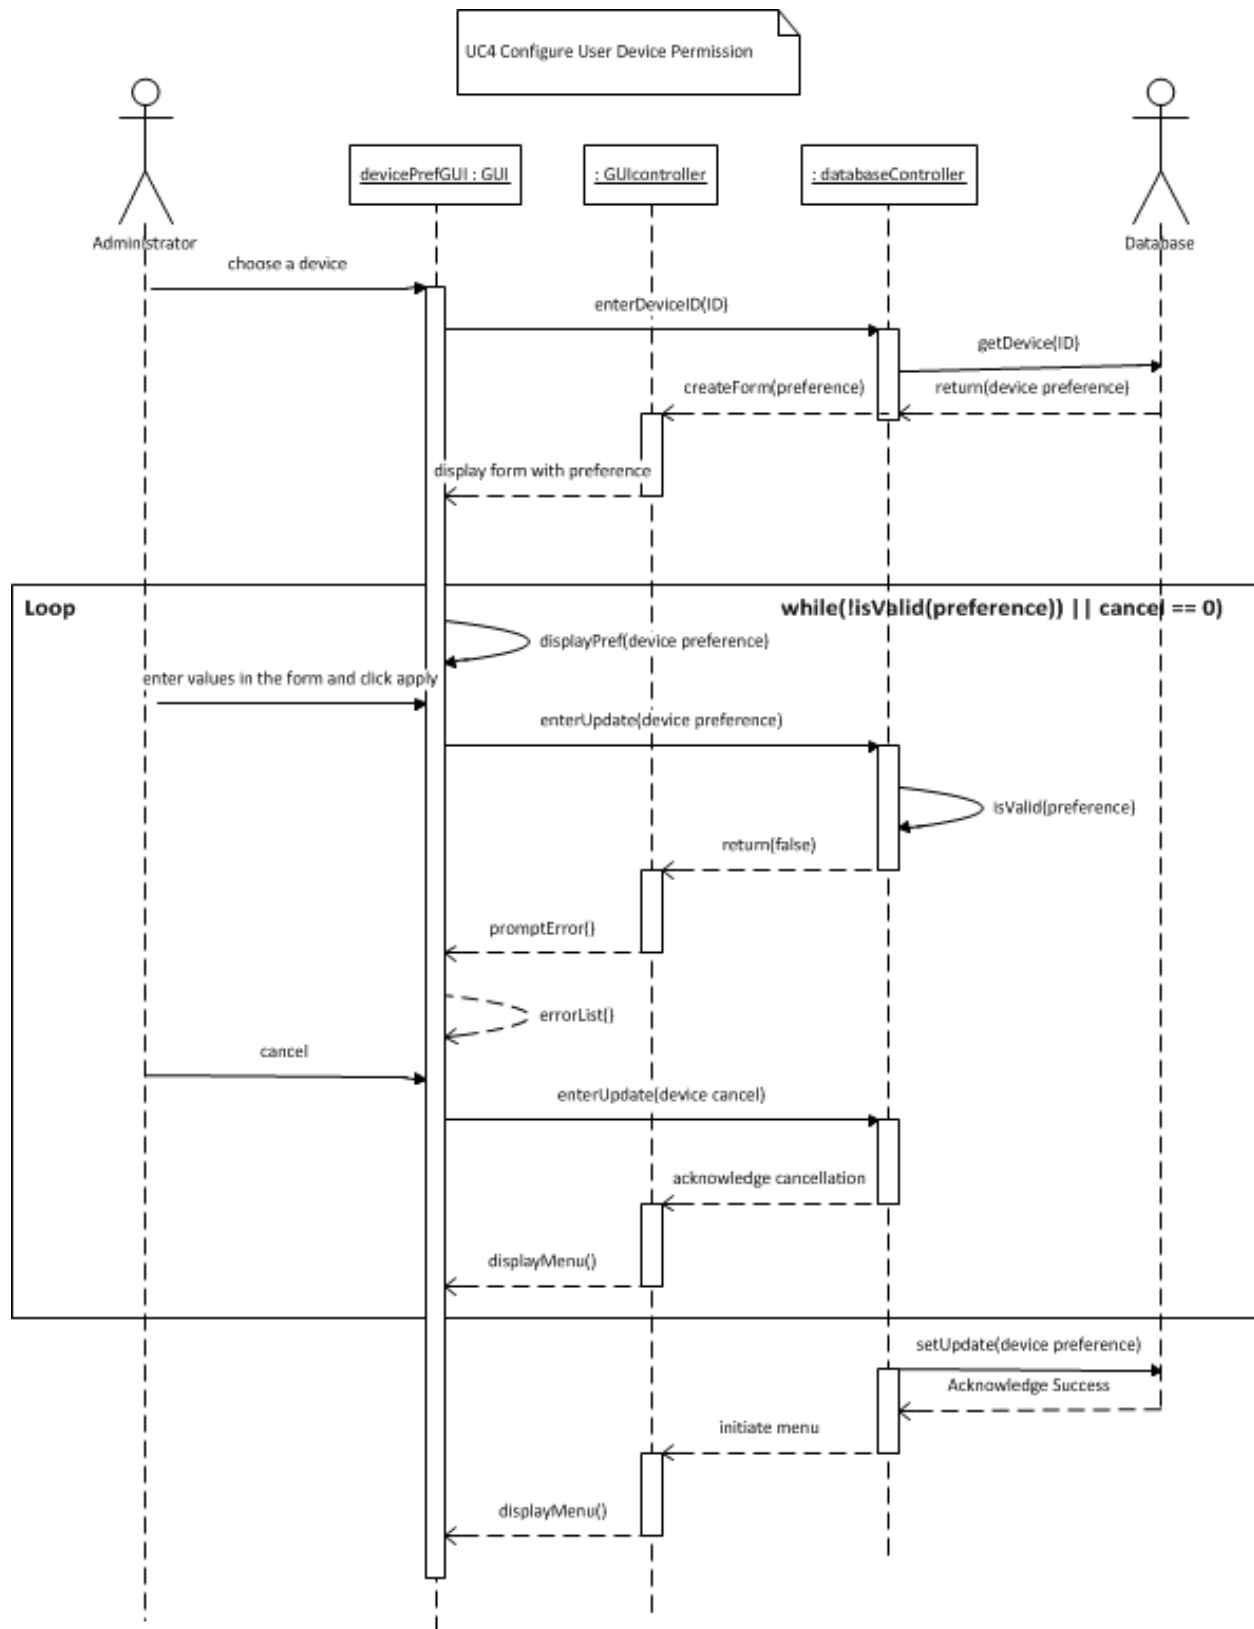 UC4 Configure User Device Permission
devicePrefGUI : GUI
: GUIcontroller
: databaseController
Administrator
Database
choose a device
enterDeviceID(ID)
getDevice(ID)
createForm(preference)
return(device preference)
display form with preference
Loop
while(!isValid(preference)) || cancel == 0)
displayPref(device preference)
enter values in the form and click apply
enterUpdate(device preference)
isValid(preference)
return(false)
promptError()
errorList()
cancel
enterUpdate(device cancel)
acknowledge cancellation
displayMenu()
setUpdate(device preference)
Acknowledge Success
initiate menu
displayMenu()